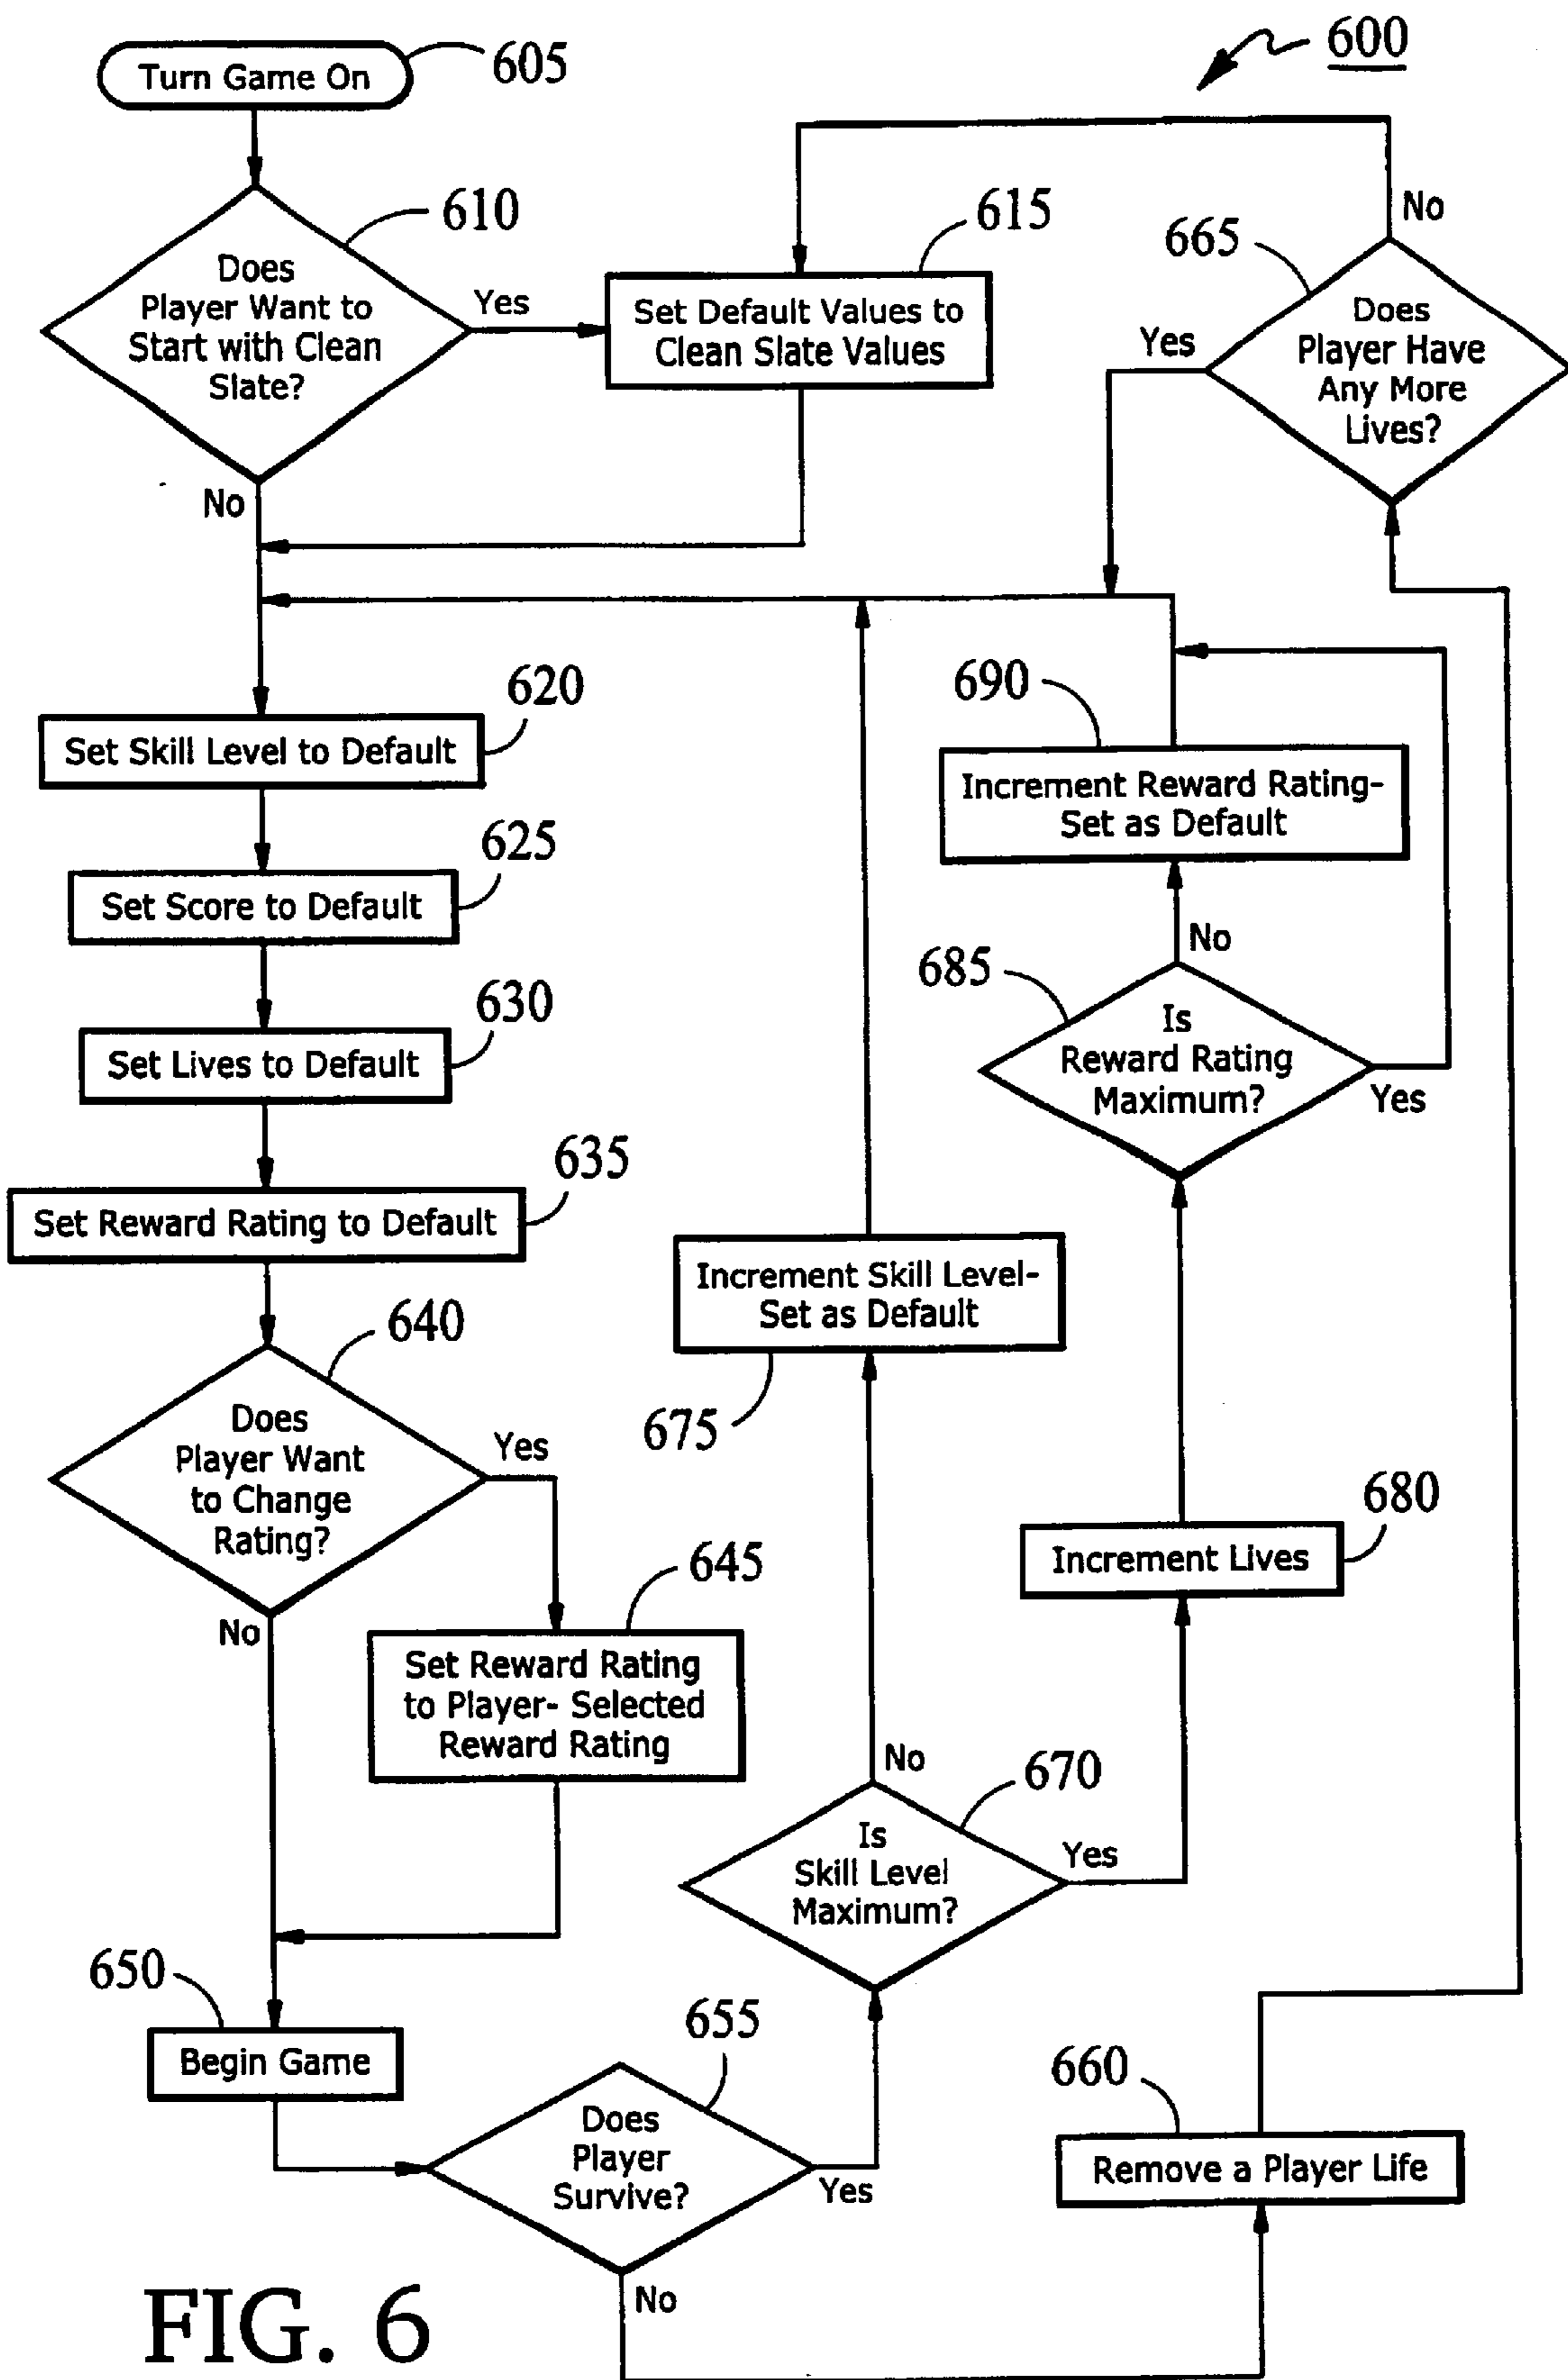 600
Turn Game On
605
Does
Player Want to
Start with Clean
Slate?
610
Yes
No
Set Default Values to
Clean Slate Values
615
No
665
Does
Player Have
Any More
Lives?
Yes
Set Skill Level to Default
620
Set Score to Default
625
Set Lives to Default
630
Set Reward Rating to Default
635
Does
Player Want
to Change
Rating?
640
Yes
No
Set Reward Rating
to Player- Selected
Reward Rating
645
650
Begin Game
655
Does
Player
Survive?
Yes
No
670
Is
Skill Level
Maximum?
No
Yes
Increment Skill Level-
Set as Default
675
Increment Lives
680
685
Is
Reward Rating
Maximum?
No
Yes
690
Increment Reward Rating-
Set as Default
660
Remove a Player Life
FIG. 6